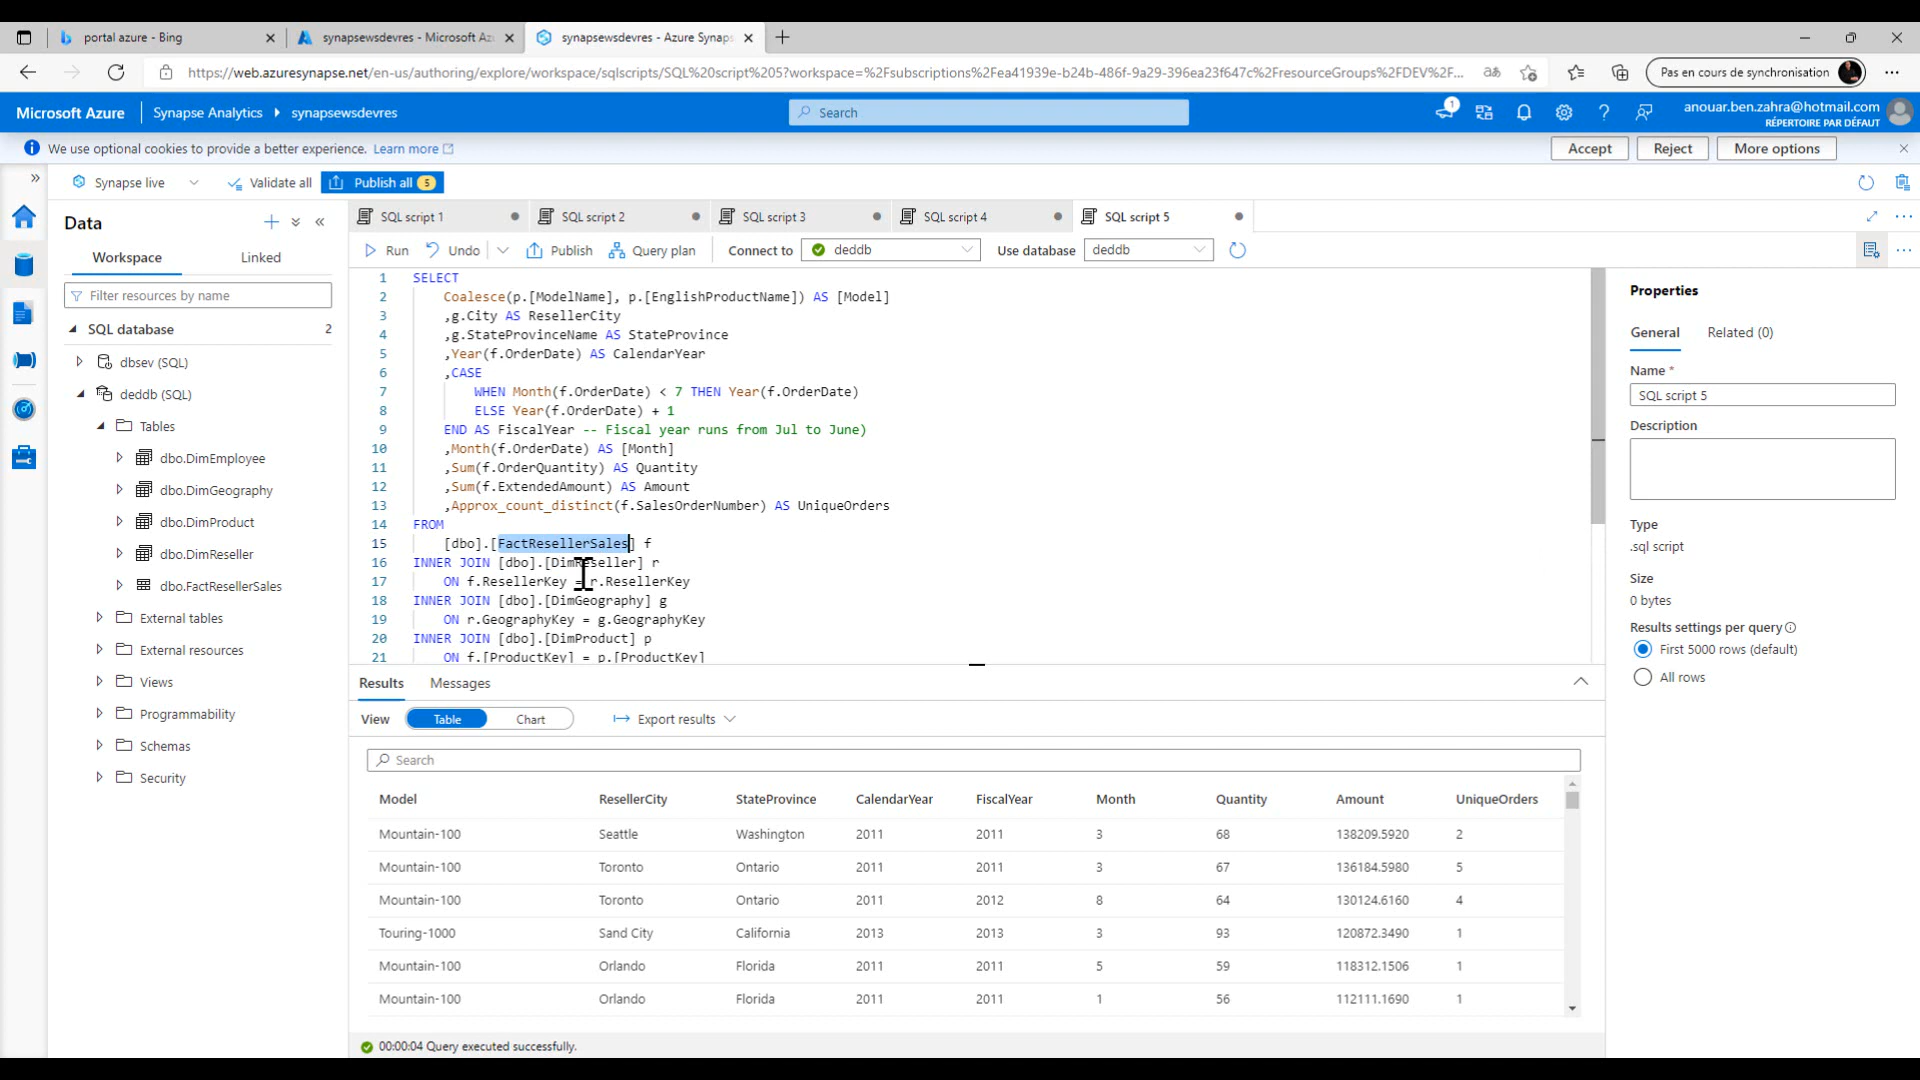 portal azure - Bing
synapsewsdevres - Microsoft Az
synapsewsdevres - Azure Synaps
https://web.azuresynapse.net/en-us/authoring/explore/workspace/sqlscripts/SQL%20script%205?workspace=%2Fsubscriptions%2Fea41939e-b24b-486f-9a29-396ea23f647c%2FresourceGroups%2FDEV%2F...
Pas en cours de synchronisation
Microsoft Azure
Synapse Analytics
synapsewsdevres
Search
1
anouar.ben.zahra@hotmail.com
RÉPERTOIRE PAR DÉFAUT
We use optional cookies to provide a better experience. Learn more
Accept
Reject
More options
Synapse live
Validate all
Publish all 5
Data
Workspace
Linked
Filter resources by name
SQL database 2
dbsev (SQL)
deddb (SQL)
Tables
dbo.DimEmployee
dbo.DimGeography
dbo.DimProduct
dbo.DimReseller
dbo.FactResellerSales
External tables
External resources
Views
Programmability
Schemas
Security
SQL script 1
SQL script 2
SQL script 3
SQL script 4
SQL script 5
Run
Undo
Publish
Query plan
Connect to deddb
Use database deddb
1 SELECT
2 Coalesce(p.[ModelName], p.[EnglishProductName]) AS [Model]
3 ,g.City AS ResellerCity
4 ,g.StateProvinceName AS StateProvince
5 ,Year(f.OrderDate) AS CalendarYear
6 ,CASE
7 WHEN Month(f.OrderDate) < 7 THEN Year(f.OrderDate)
8 ELSE Year(f.OrderDate) + 1
9 END AS FiscalYear -- Fiscal year runs from Jul to June)
10 ,Month(f.OrderDate) AS [Month]
11 ,Sum(f.OrderQuantity) AS Quantity
12 ,Sum(f.ExtendedAmount) AS Amount
13 ,Approx_count_distinct(f.SalesOrderNumber) AS UniqueOrders
14 FROM
15 [dbo].[FactResellerSales] f
16 INNER JOIN [dbo].[DimReseller] r
17 ON f.ResellerKey = r.ResellerKey
18 INNER JOIN [dbo].[DimGeography] g
19 ON r.GeographyKey = g.GeographyKey
20 INNER JOIN [dbo].[DimProduct] p
21 ON f.[ProductKey] = p.[ProductKey]
Results
Messages
View
Table
Chart
Export results
Search
Model ResellerCity StateProvince CalendarYear FiscalYear Month Quantity Amount UniqueOrders
Mountain-100 Seattle Washington 2011 2011 3 68 138209.5920 2
Mountain-100 Toronto Ontario 2011 2011 3 67 136184.5980 5
Mountain-100 Toronto Ontario 2011 2012 8 64 130124.6160 4
Touring-1000 Sand City California 2013 2013 3 93 120872.3490 1
Mountain-100 Orlando Florida 2011 2011 5 59 118312.1506 1
Mountain-100 Orlando Florida 2011 2011 1 56 112111.1690 1
00:00:04 Query executed successfully.
Properties
General
Related (0)
Name *
SQL script 5
Description
Type
.sql script
Size
0 bytes
Results settings per query
First 5000 rows (default)
All rows